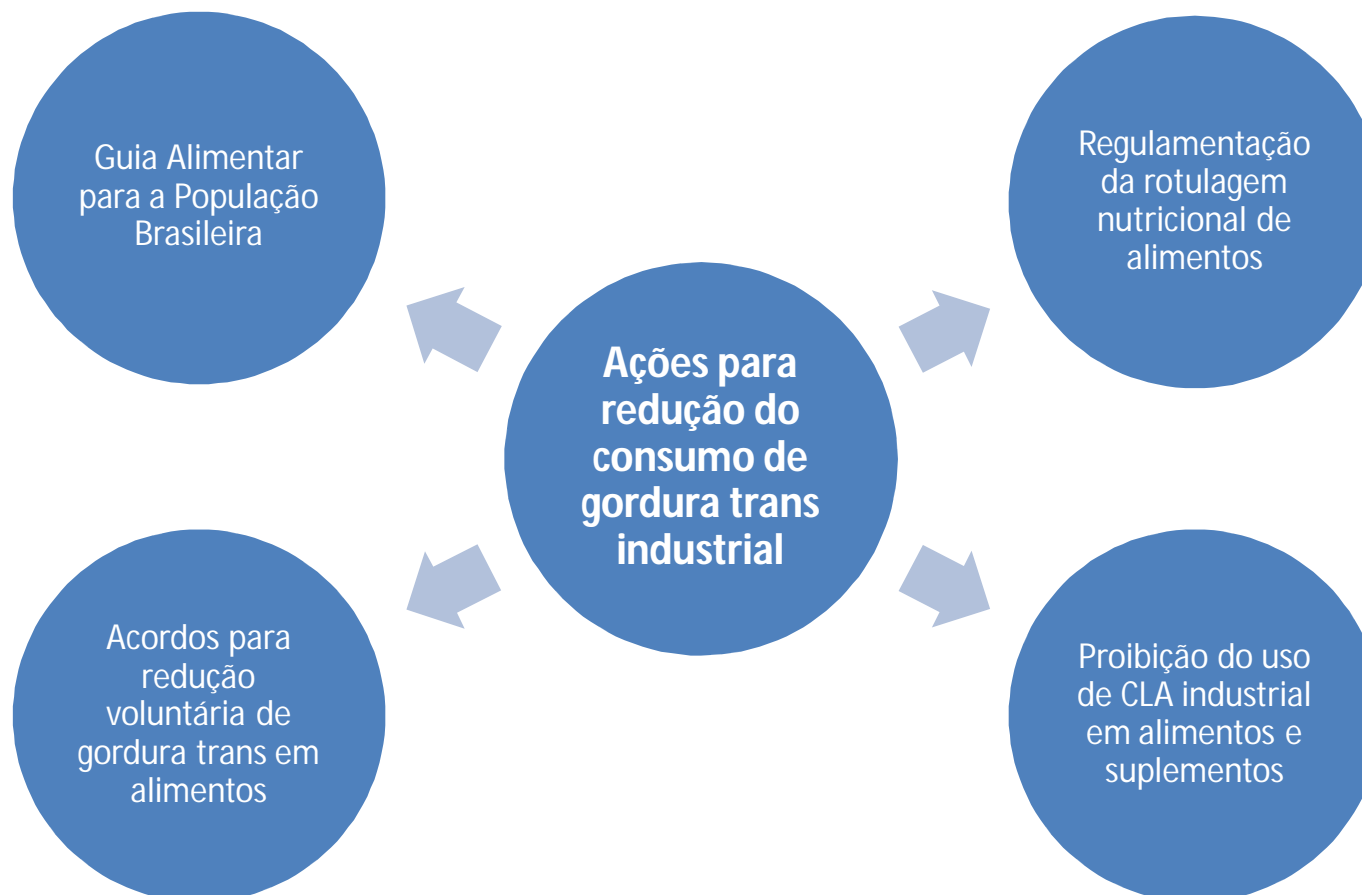 Guia Alimentar
para a População
Brasileira
Regulamentação
da rotulagem
nutricional de
alimentos
Ações para
redução do
consumo de
gordura trans
industrial
Acordos para
redução
voluntária de
gordura trans em
alimentos
Proibição do uso
de CLA industrial
em alimentos e
suplementos